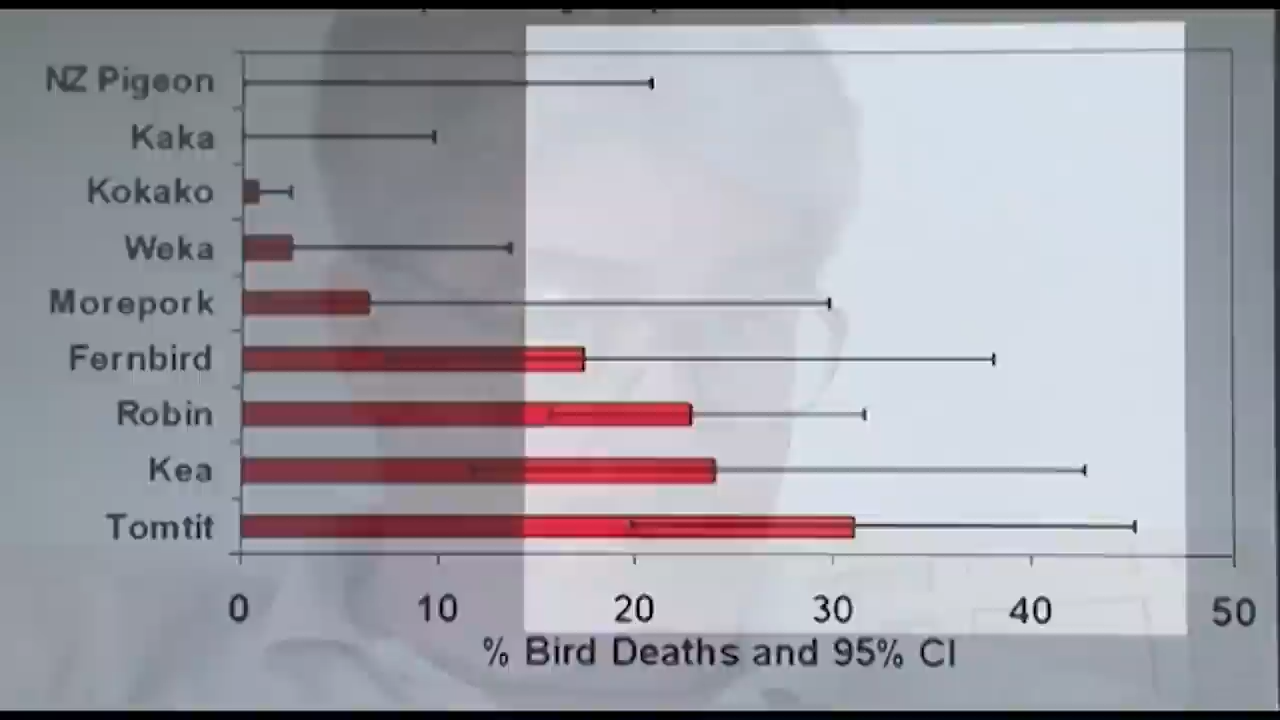 NZ Pigeon
Kaka
Kokako
Weka
Morepork
Fernbird
Robin
Kea
Tomtit
0 10 20 30 40 50
% Bird Deaths and 95% CI